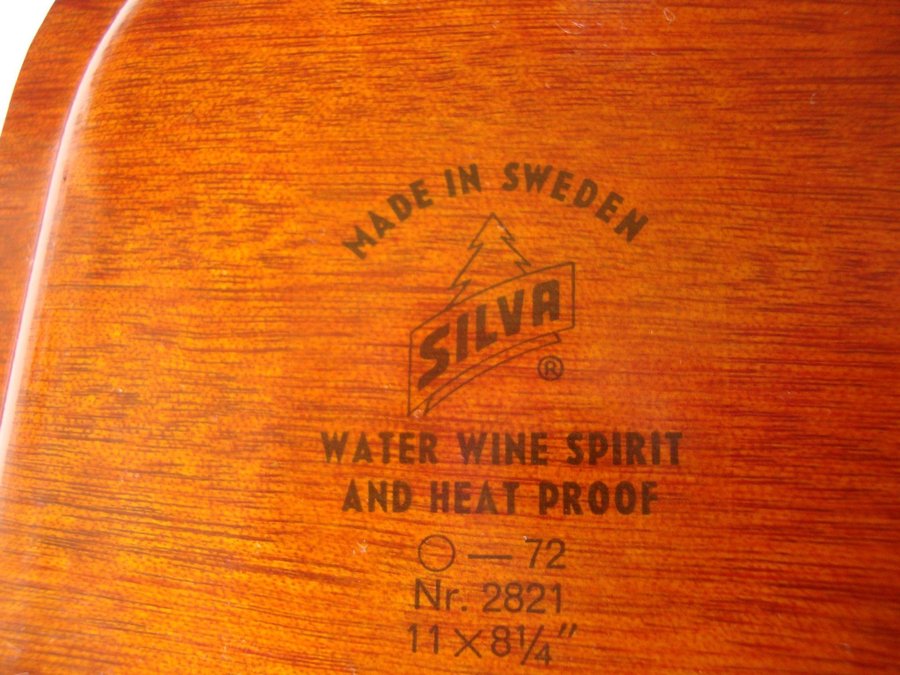 MADE IN SWEDEN
SILVA
®
WATER WINE SPIRIT
AND HEAT PROOF
○ — 72
Nr. 2821
11 × 8¼"